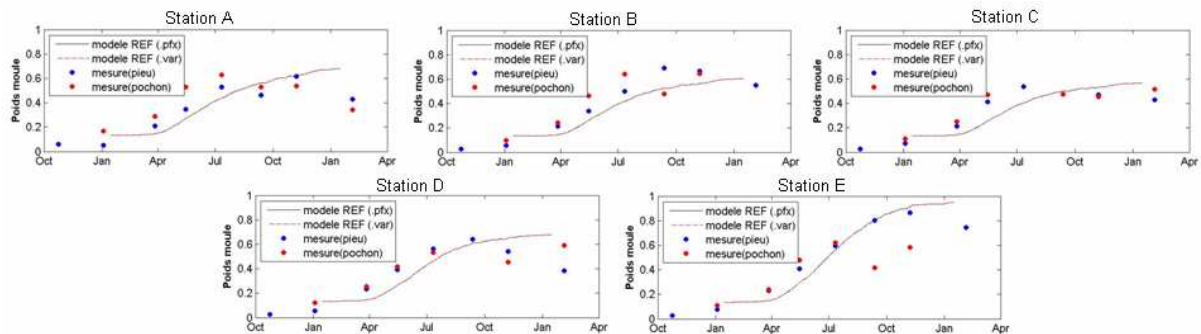 Station A
Station B
Station C
1
0.8
0.6
0.4
0.2
0
Poids moule
modele REF (.pfx)
modele REF (.var)
mesure(pieu)
mesure(pochon)
Oct Jan Apr Jul Oct Jan Apr
1
0.8
0.6
0.4
0.2
0
Poids moule
modele REF (.pfx)
modele REF (.var)
mesure(pieu)
mesure(pochon)
Oct Jan Apr Jul Oct Jan Apr
1
0.8
0.6
0.4
0.2
0
Poids moule
modele REF (.pfx)
modele REF (.var)
mesure(pieu)
mesure(pochon)
Oct Jan Apr Jul Oct Jan Apr
Station D
Station E
1
0.8
0.6
0.4
0.2
0
Poids moule
modele REF (.pfx)
modele REF (.var)
mesure(pieu)
mesure(pochon)
Oct Jan Apr Jul Oct Jan Apr
1
0.8
0.6
0.4
0.2
0
Poids moule
modele REF (.pfx)
modele REF (.var)
mesure(pieu)
mesure(pochon)
Oct Jan Apr Jul Oct Jan Apr